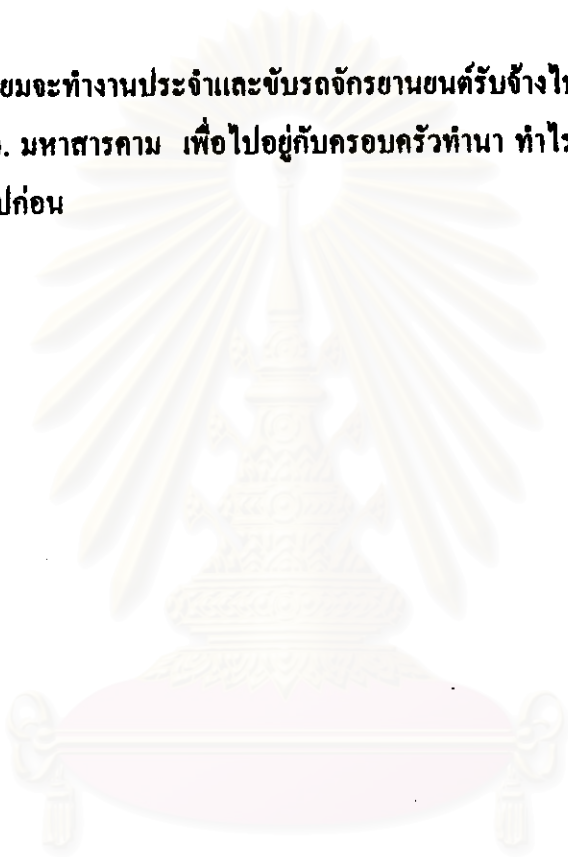 ยมจะทำงานประจำและขับรถจักรยานยนต์รับจ้างไป
. มหาสารคาม เพื่อไปอยู่กับครอบครัวทำนา ทำไร
ปก่อน